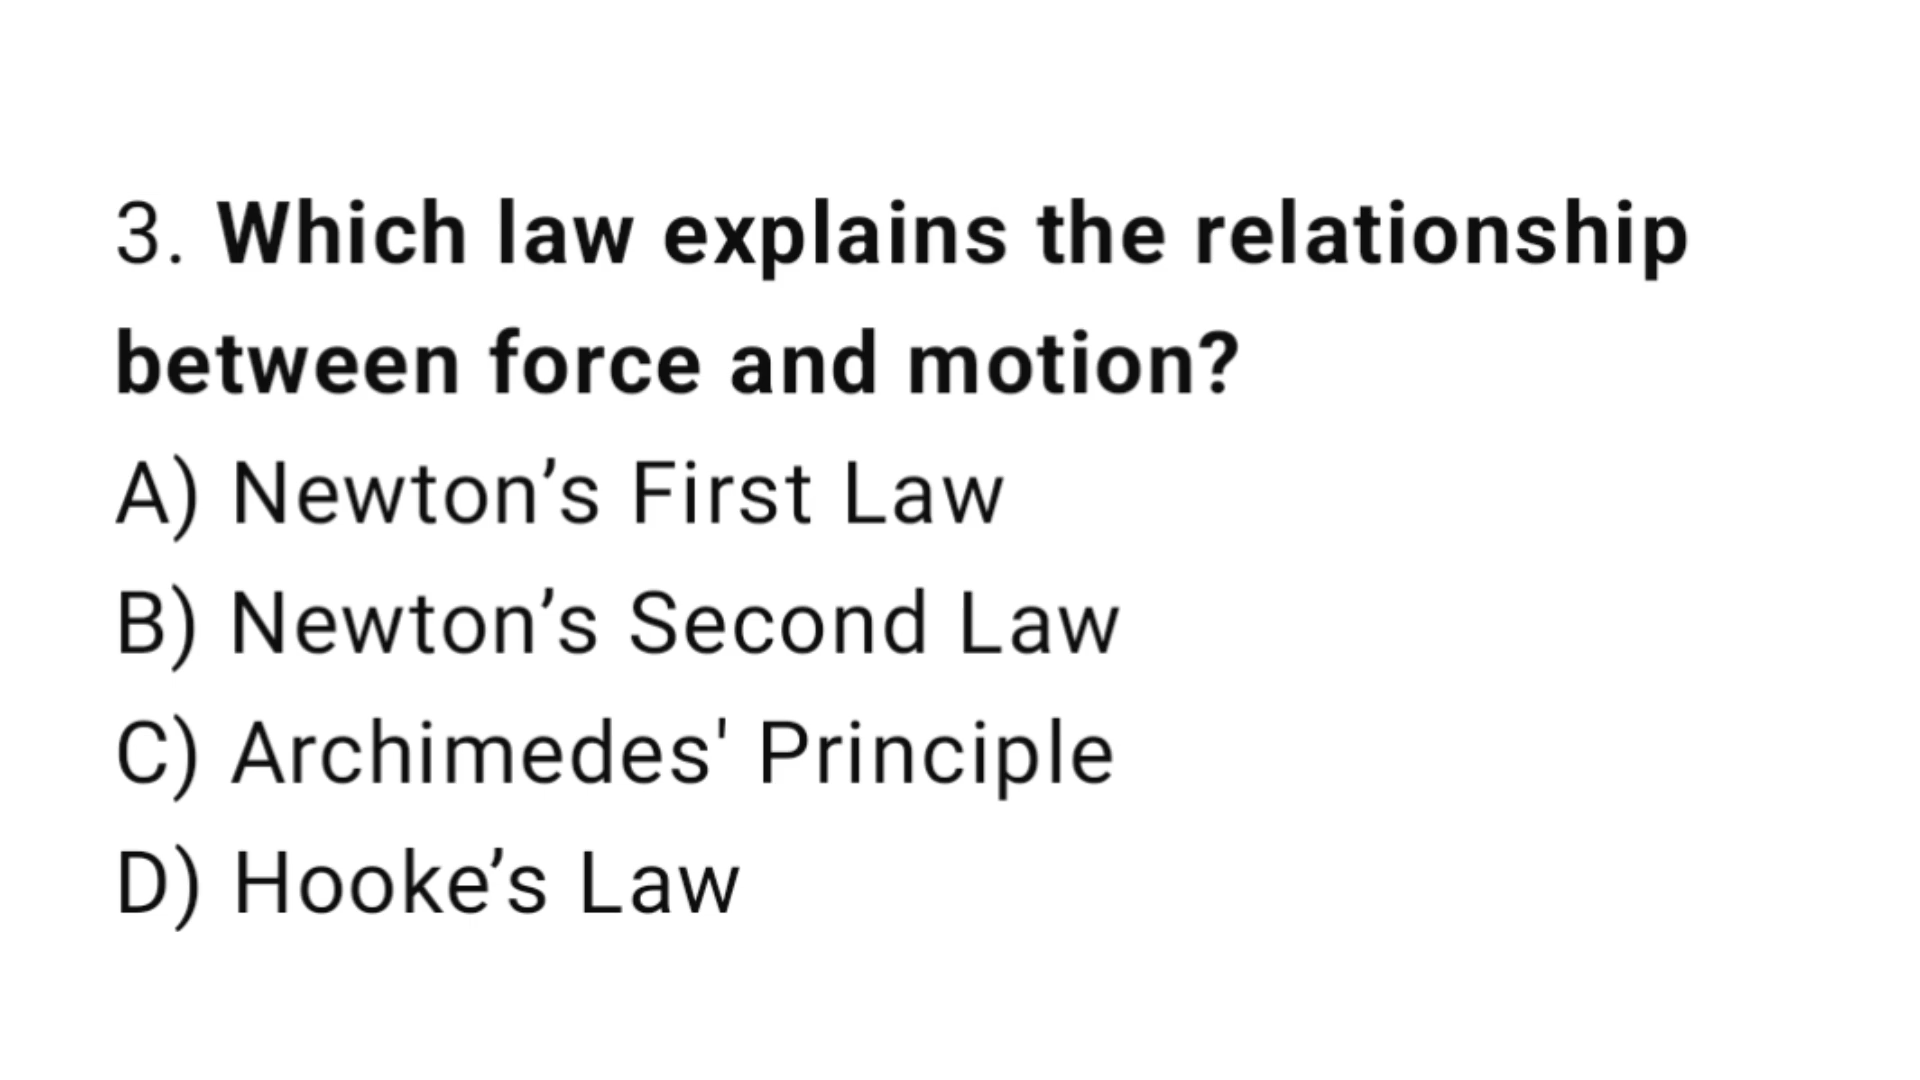 3. Which law explains the relationship
between force and motion?
A) Newton’s First Law
B) Newton’s Second Law
C) Archimedes' Principle
D) Hooke’s Law